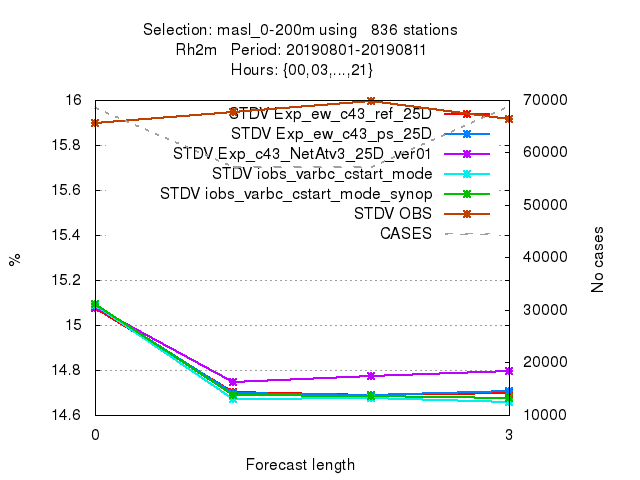 Selection: masl_0-200m using 836 stations
Rh2m Period: 20190801-20190811
Hours: {00,03,...,21}
16
15.8
15.6
15.4
15.2
15
14.8
14.6
%
STDV Exp_ew_c43_ref_25D
STDV Exp_ew_c43_ps_25D
STDV Exp_c43_NetAtv3_25D_ver01
STDV iobs_varbc_cstart_mode
STDV iobs_varbc_cstart_mode_synop
STDV OBS
CASES
70000
60000
50000
40000
30000
20000
10000
No cases
0
3
Forecast length